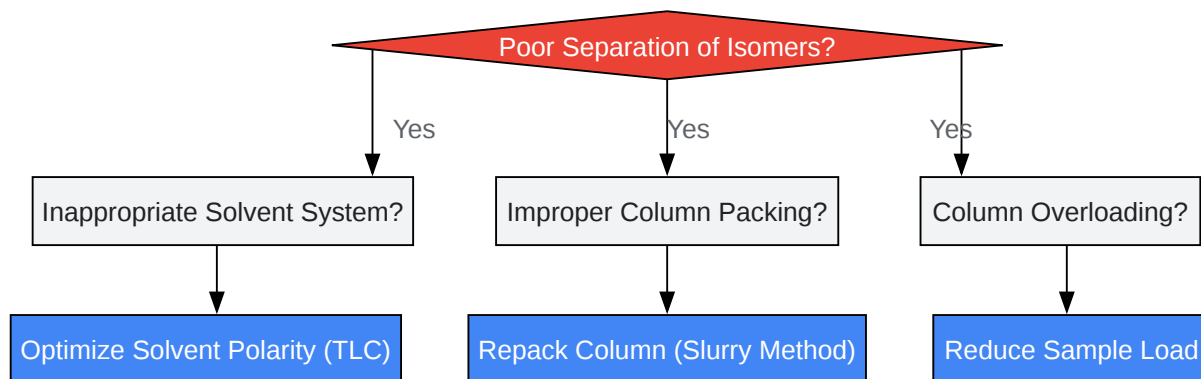 Poor Separation of Isomers?
Yes Yes Yes
Inappropriate Solvent System? Improper Column Packing? Column Overloading?
Optimize Solvent Polarity (TLC) Repack Column (Slurry Method) Reduce Sample Load